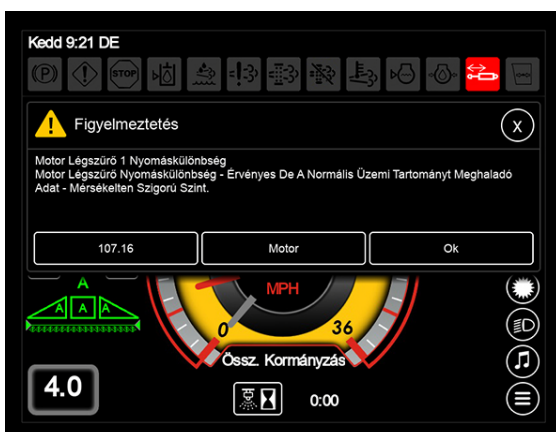 Kedd 9:21 DE
(P)
STOP
Figyelmeztetés
X
Motor Légszűrő 1 Nyomáskülönbség
Motor Légszűrő Nyomáskülönbség - Érvényes De A Normális Üzemi Tartományt Meghaladó
Adat - Mérsékelten Szigorú Szint.
107.16
Motor
Ok
A
MPH
A A A
0
36
Össz. Kormányzás
4.0
0:00